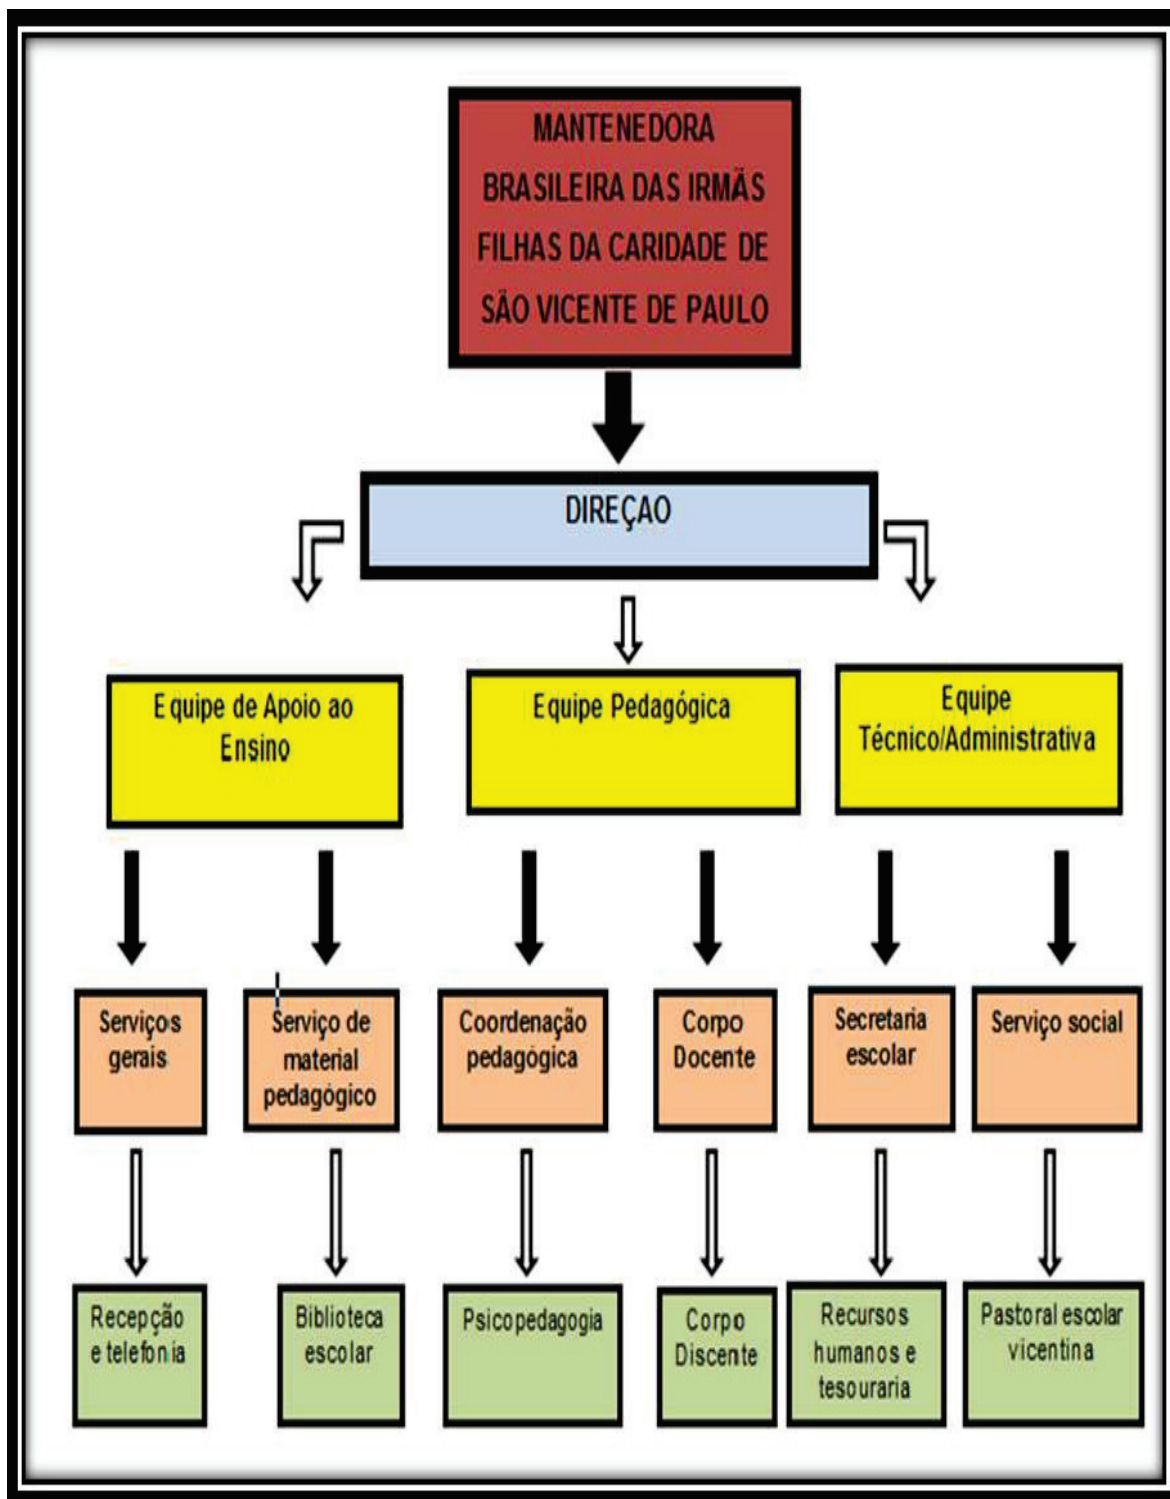 MANTENEDORA
BRASILEIRA DAS IRMÃS
FILHAS DA CARIDADE DE
SÃO VICENTE DE PAULO
DIREÇAO
Equipe de Apoio ao
Ensino
Equipe Pedagógica
Equipe
Técnico/Administrativa
Serviços
gerais
Serviço de
material
pedagógico
Coordenação
pedagógica
Corpo
Docente
Secretaria
escolar
Serviço social
Recepção
e telefonia
Biblioteca
escolar
Psicopedagogia
Corpo
Discente
Recursos
humanos e
tesouraria
Pastoral escolar
vicentina